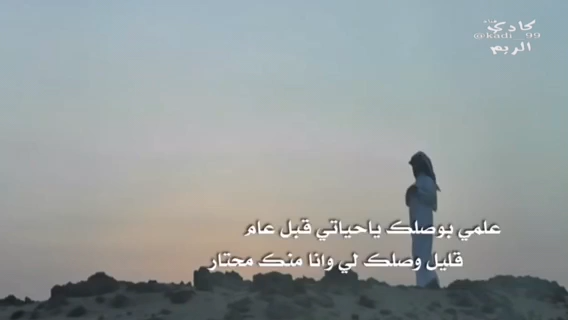 كادي
@kadi_99
الريم
علمي بوصلك ياحياتي قبل عام
قليل وصلك لي وانا منك محتار